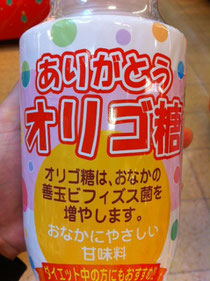 ありがとう
オリゴ糖
オリゴ糖は、おなかの
善玉ビフィズス菌を
増やします。
おなかにやさしい
甘味料
ダイエット中の方にもおすすめ!